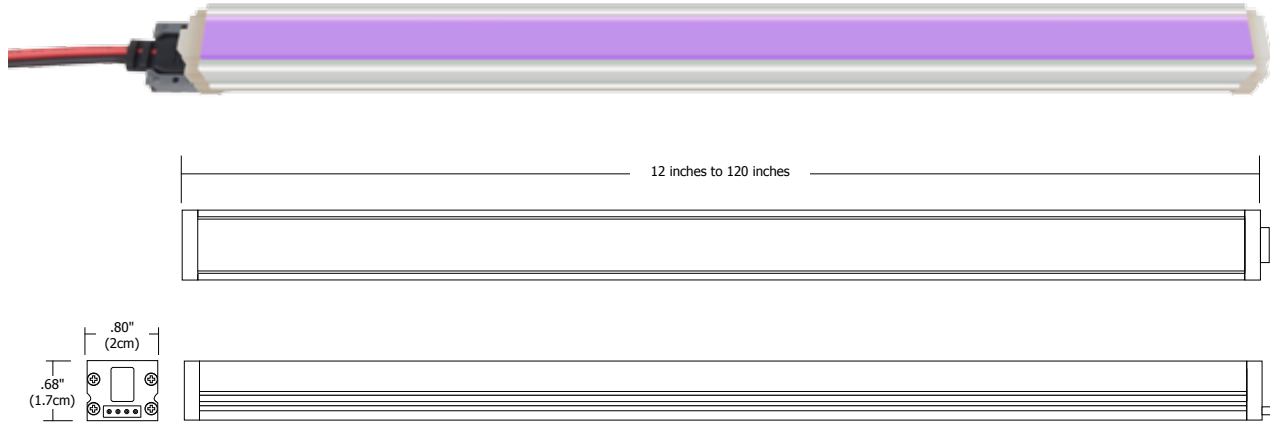 12 inches to 120 inches
.80"
(2cm)
.68"
(1.7cm)